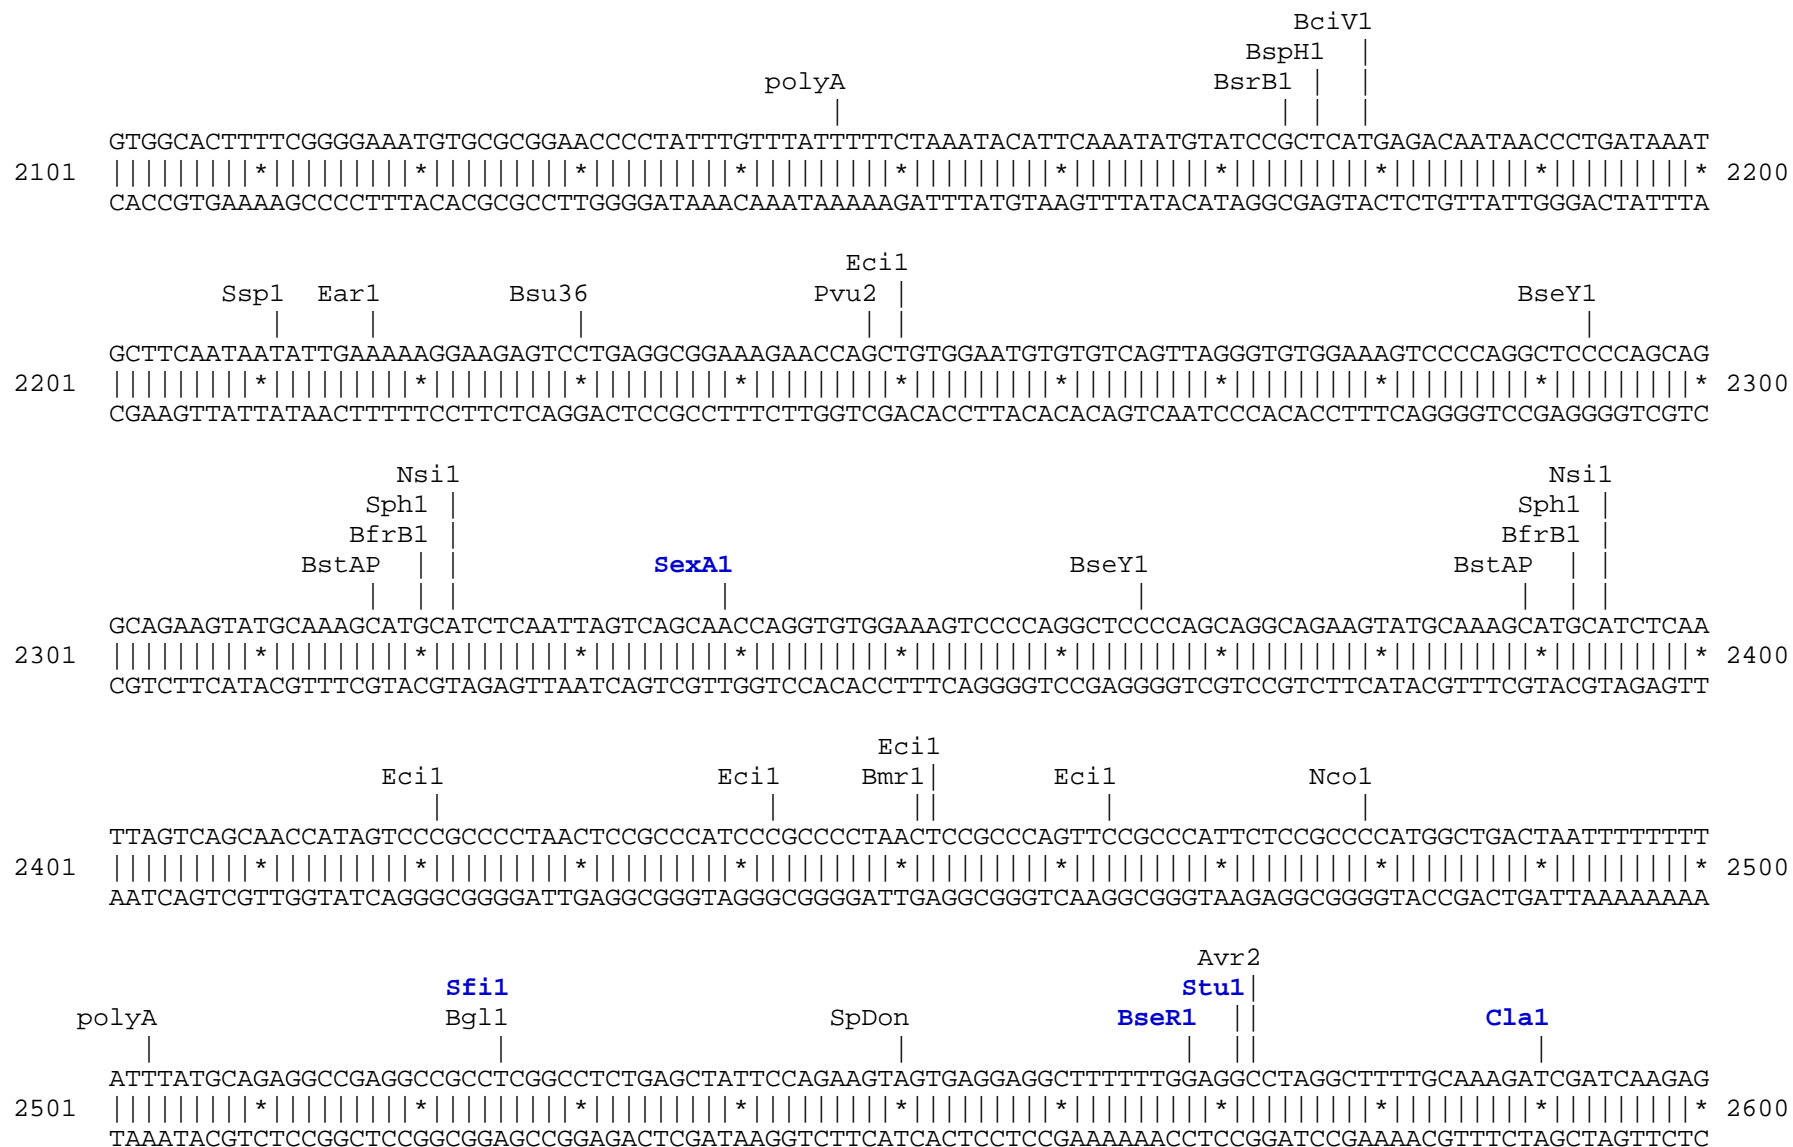 BciV1
BspH1 |
polyA BsrB1 | |
| | | |
GTGGCACTTTTCGGGGAAATGTGCGCGGAACCCCTATTTGTTTATTTTTCTAAATACATTCAAATATGTATCCGCTCATGAGACAATAACCCTGATAAAT
2101 |||||||||*|||||||||*|||||||||*|||||||||*|||||||||*|||||||||*|||||||||*|||||||||*|||||||||*|||||||||* 2200
CACCGTGAAAAGCCCCTTTACACGCGCCTTGGGGATAAACAAATAAAAAGATTTATGTAAGTTTATACATAGGCGAGTACTCTGTTATTGGGACTATTTA
Eci1
Ssp1 Ear1 Bsu36 Pvu2 | BseY1
| | | | | |
GCTTCAATAATATTGAAAAAGGAAGAGTCCTGAGGCGGAAAGAACCAGCTGTGGAATGTGTGTCAGTTAGGGTGTGGAAAGTCCCCAGGCTCCCCAGCAG
2201 |||||||||*|||||||||*|||||||||*|||||||||*|||||||||*|||||||||*|||||||||*|||||||||*|||||||||*|||||||||* 2300
CGAAGTTATTATAACTTTTTCCTTCTCAGGACTCCGCCTTTCTTGGTCGACACCTTACACACAGTCAATCCCACACCTTTCAGGGGTCCGAGGGGTCGTC
Nsi1 Nsi1
Sph1 | Sph1 |
BfrB1 | BfrB1 |
BstAP | | SexA1 BseY1 BstAP | |
| | | | | | | |
GCAGAAGTATGCAAAGCATGCATCTCAATTAGTCAGCAACCAGGTGTGGAAAGTCCCCAGGCTCCCCAGCAGGCAGAAGTATGCAAAGCATGCATCTCAA
2301 |||||||||*|||||||||*|||||||||*|||||||||*|||||||||*|||||||||*|||||||||*|||||||||*|||||||||*|||||||||* 2400
CGTCTTCATACGTTTCGTACGTAGAGTTAATCAGTCGTTGGTCCACACCTTTCAGGGGTCCGAGGGGTCGTCCGTCTTCATACGTTTCGTACGTAGAGTT
Eci1
Eci1 Eci1 Bmr1| Eci1 Nco1
| | || | |
TTAGTCAGCAACCATAGTCCCGCCCCTAACTCCGCCCATCCCGCCCCTAACTCCGCCCAGTTCCGCCCATTCTCCGCCCCATGGCTGACTAATTTTTTTT
2401 |||||||||*|||||||||*|||||||||*|||||||||*|||||||||*|||||||||*|||||||||*|||||||||*|||||||||*|||||||||* 2500
AATCAGTCGTTGGTATCAGGGCGGGGATTGAGGCGGGTAGGGCGGGGATTGAGGCGGGTCAAGGCGGGTAAGAGGCGGGGTACCGACTGATTAAAAAAAA
Avr2
Sfi1 Stu1|
polyA Bgl1 SpDon BseR1 || Cla1
| | | | || |
ATTTATGCAGAGGCCGAGGCCGCCTCGGCCTCTGAGCTATTCCAGAAGTAGTGAGGAGGCTTTTTTGGAGGCCTAGGCTTTTGCAAAGATCGATCAAGAG
2501 |||||||||*|||||||||*|||||||||*|||||||||*|||||||||*|||||||||*|||||||||*|||||||||*|||||||||*|||||||||* 2600
TAAATACGTCTCCGGCTCCGGCGGAGCCGGAGACTCGATAAGGTCTTCATCACTCCTCCGAAAAAACCTCCGGATCCGAAAACGTTTCTAGCTAGTTCTC